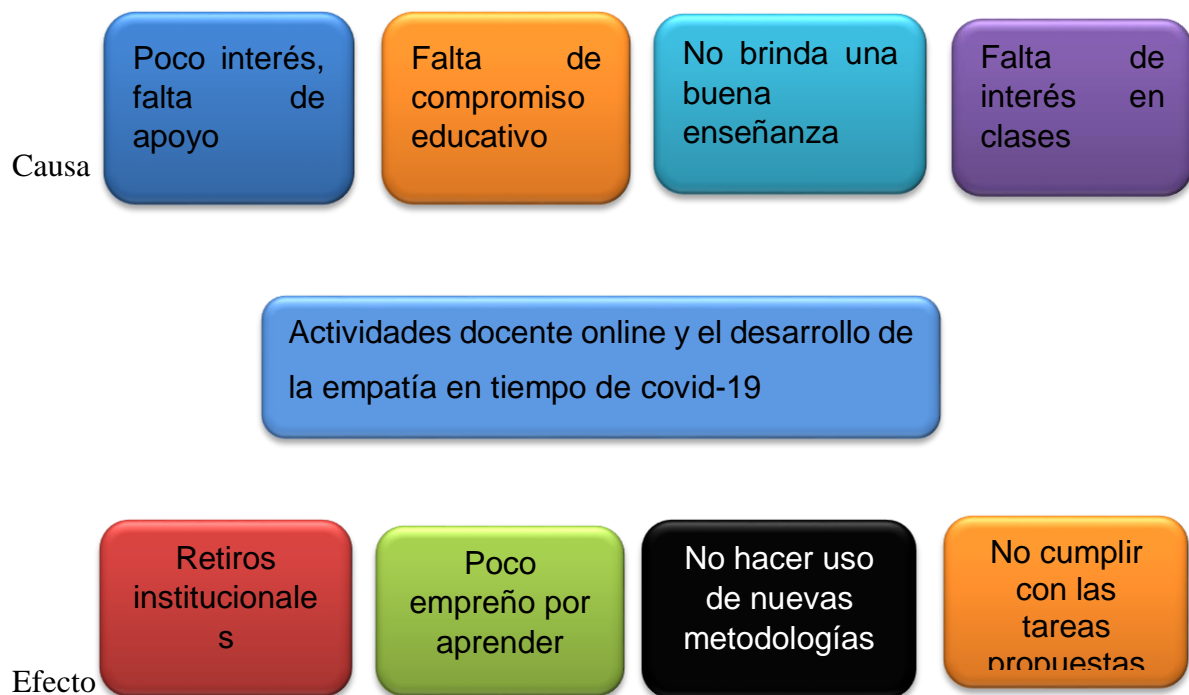 Poco interés,
falta de
apoyo
Falta de
compromiso
educativo
No brinda una
buena
enseñanza
Falta de
interés en
clases
Causa
Actividades docente online y el desarrollo de
la empatía en tiempo de covid-19
Retiros
institucionale
s
Poco
empreño por
aprender
No hacer uso
de nuevas
metodologías
No cumplir
con las
tareas
propuestas
Efecto